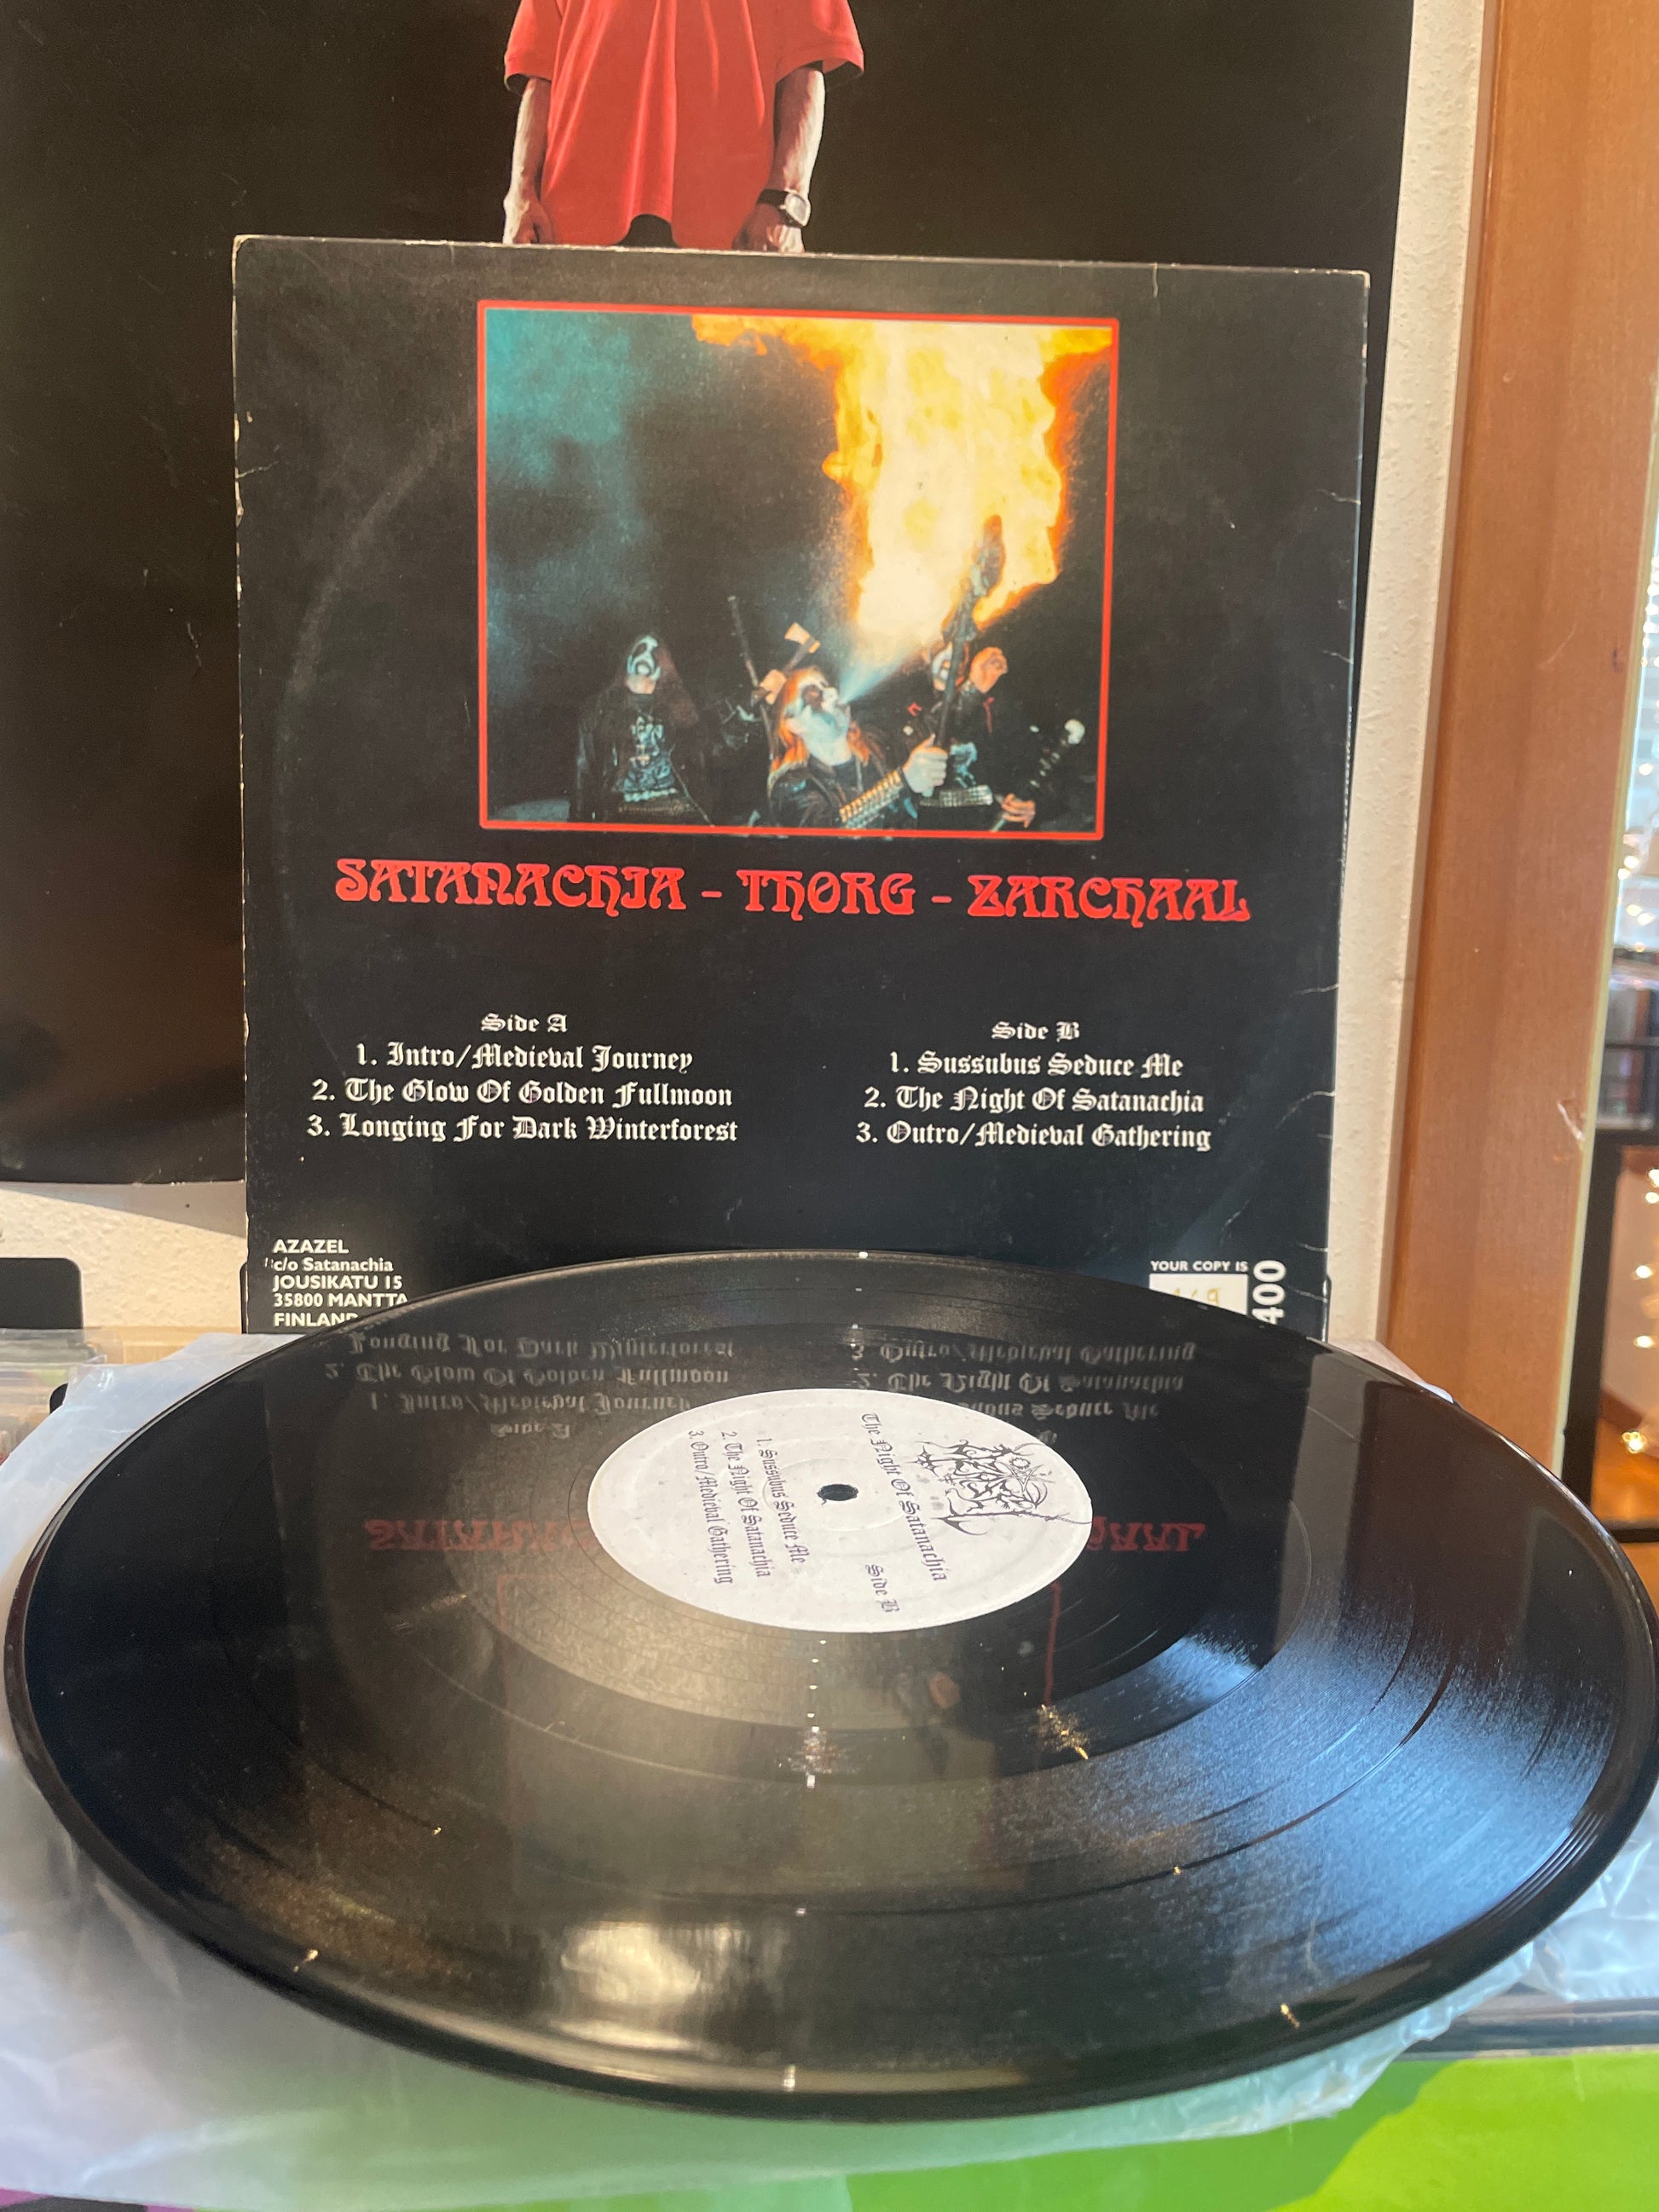 SATANACHIA - THORG - ZARCHAAL
Side A
1. Intro/Medieval Journey
2. The Glow Of Golden Fullmoon
3. Longing For Dark Winterforest
Side B
1. Sussubus Seduce Me
2. The Night Of Satanachia
3. Outro/Medieval Gathering
AZAZEL
c/o Satanachia
JOUSIKATU 15
35800 MANTTA
FINLAND
YOUR COPY IS
400
The Night Of Satanachia
Side B
1. Sussubus Seduce Me
2. The Night Of Satanachia
3. Outro/Medieval Gathering